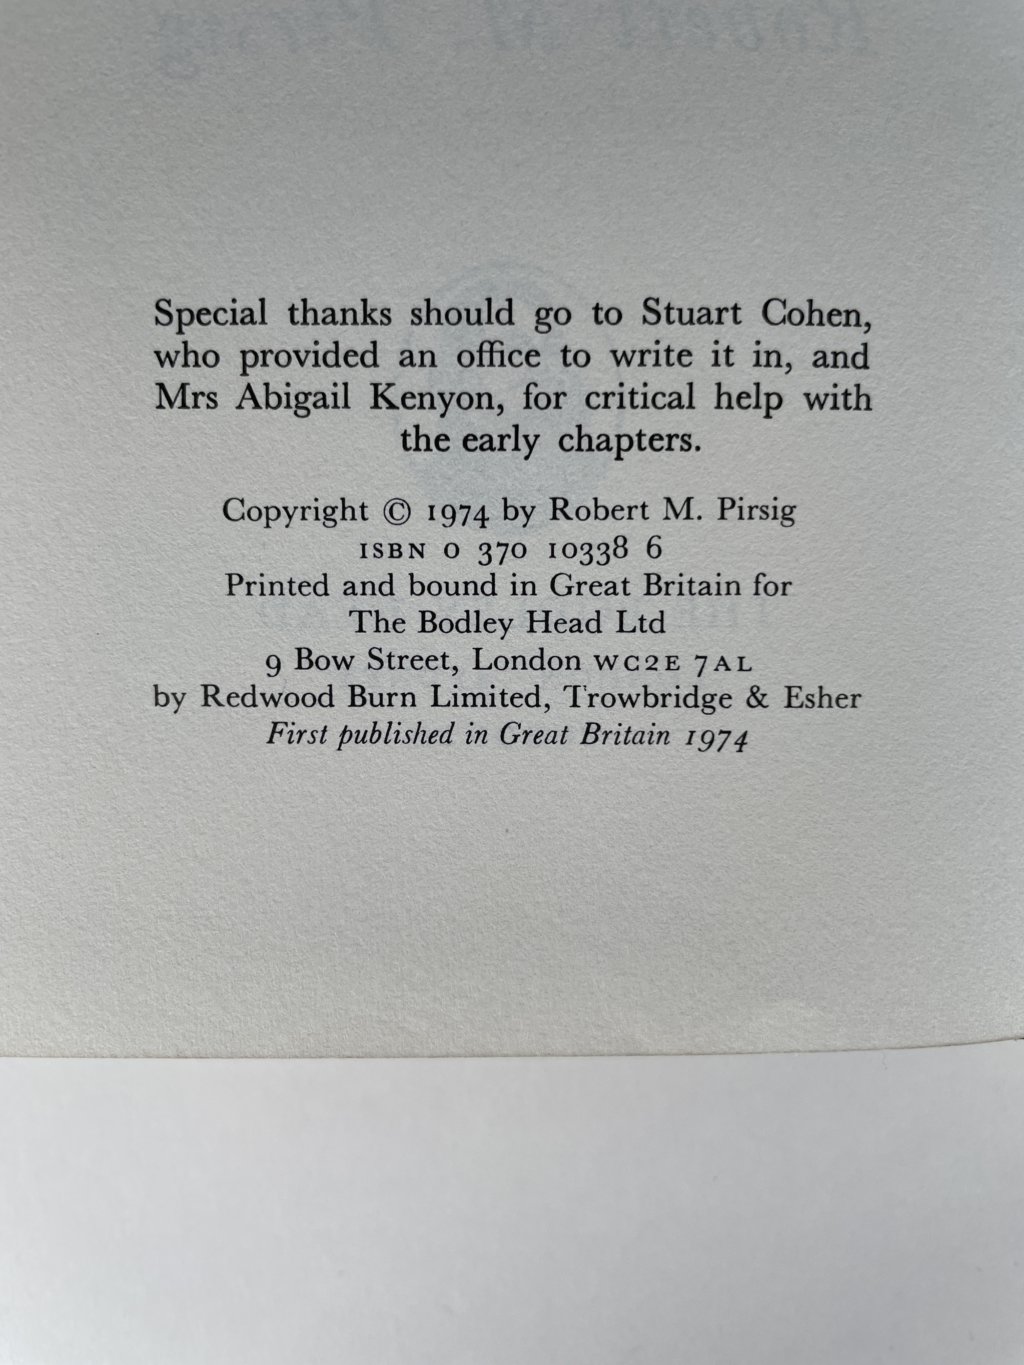 Special thanks should go to Stuart Cohen,
who provided an office to write it in, and
Mrs Abigail Kenyon, for critical help with
the early chapters.
Copyright © 1974 by Robert M. Pirsig
ISBN 0 370 10338 6
Printed and bound in Great Britain for
The Bodley Head Ltd
9 Bow Street, London WC2E 7AL
by Redwood Burn Limited, Trowbridge & Esher
First published in Great Britain 1974